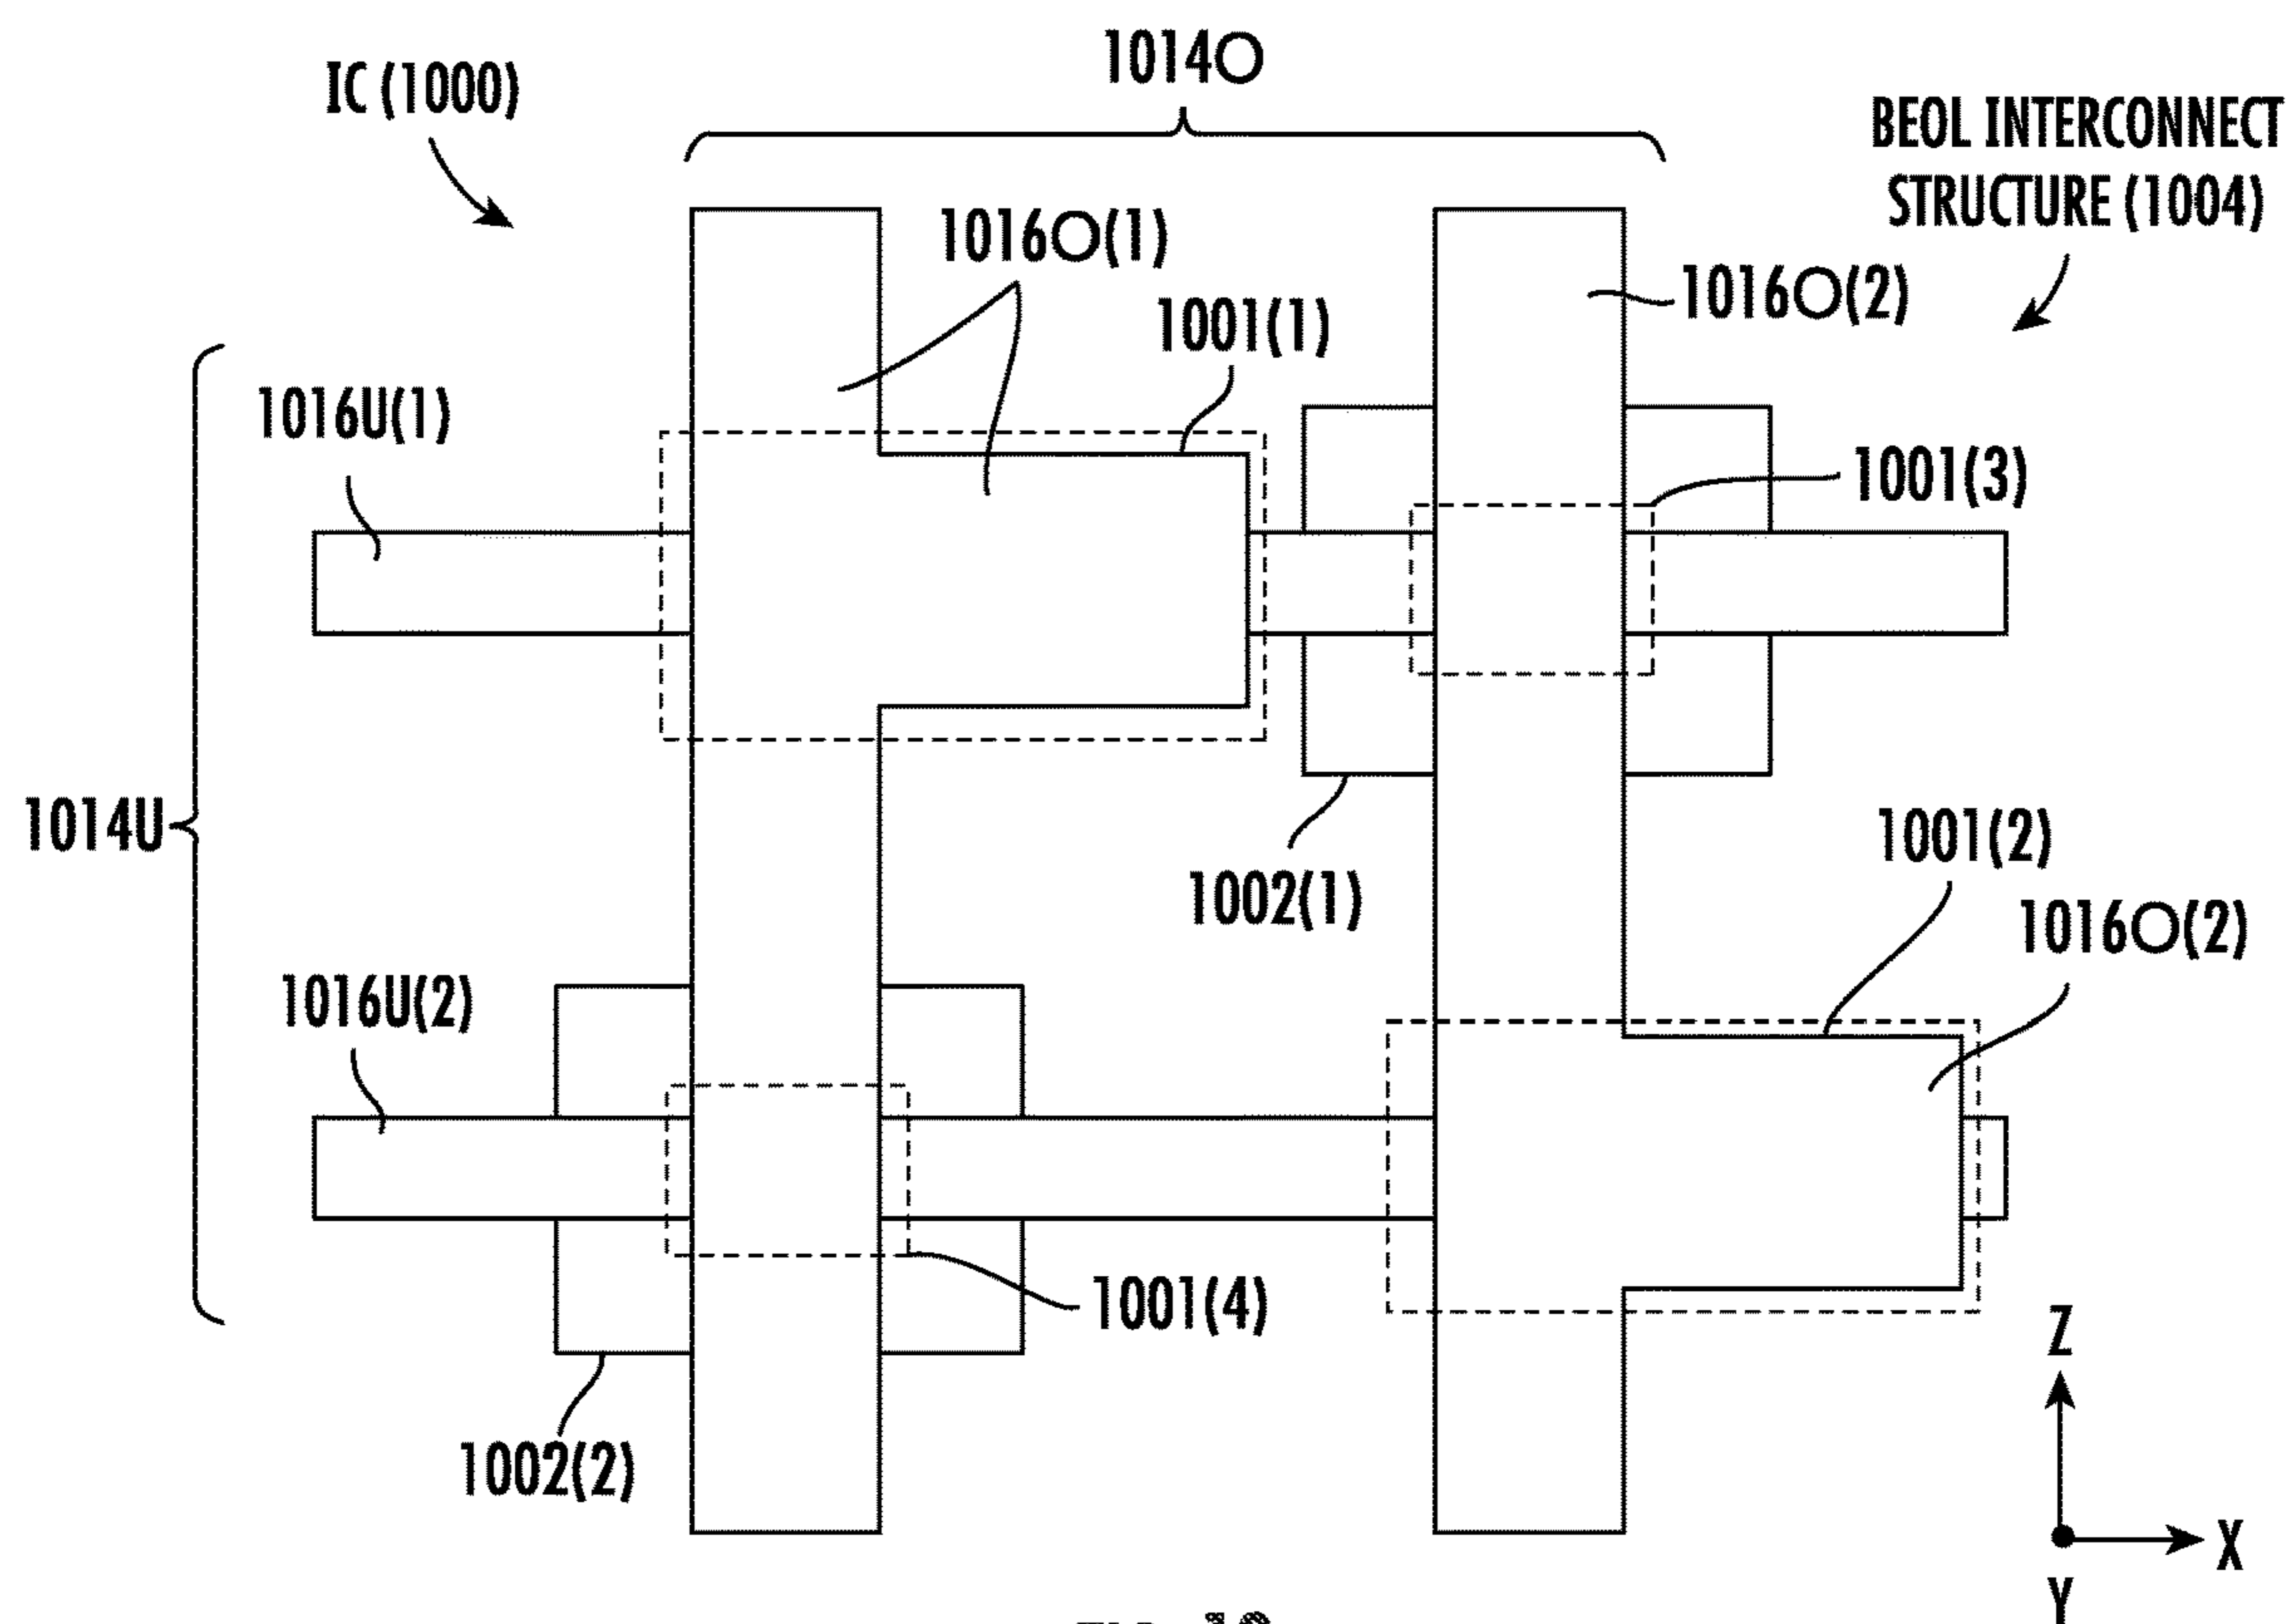 1014O
IC (1000)
BEOL INTERCONNECT
STRUCTURE (1004)
1016O(1)
1016O(2)
1001(1)
1016U(1)
1001(3)
1014U
1001(2)
1002(1)
1016O(2)
1016U(2)
1001(4)
Z
1002(2)
X
Y